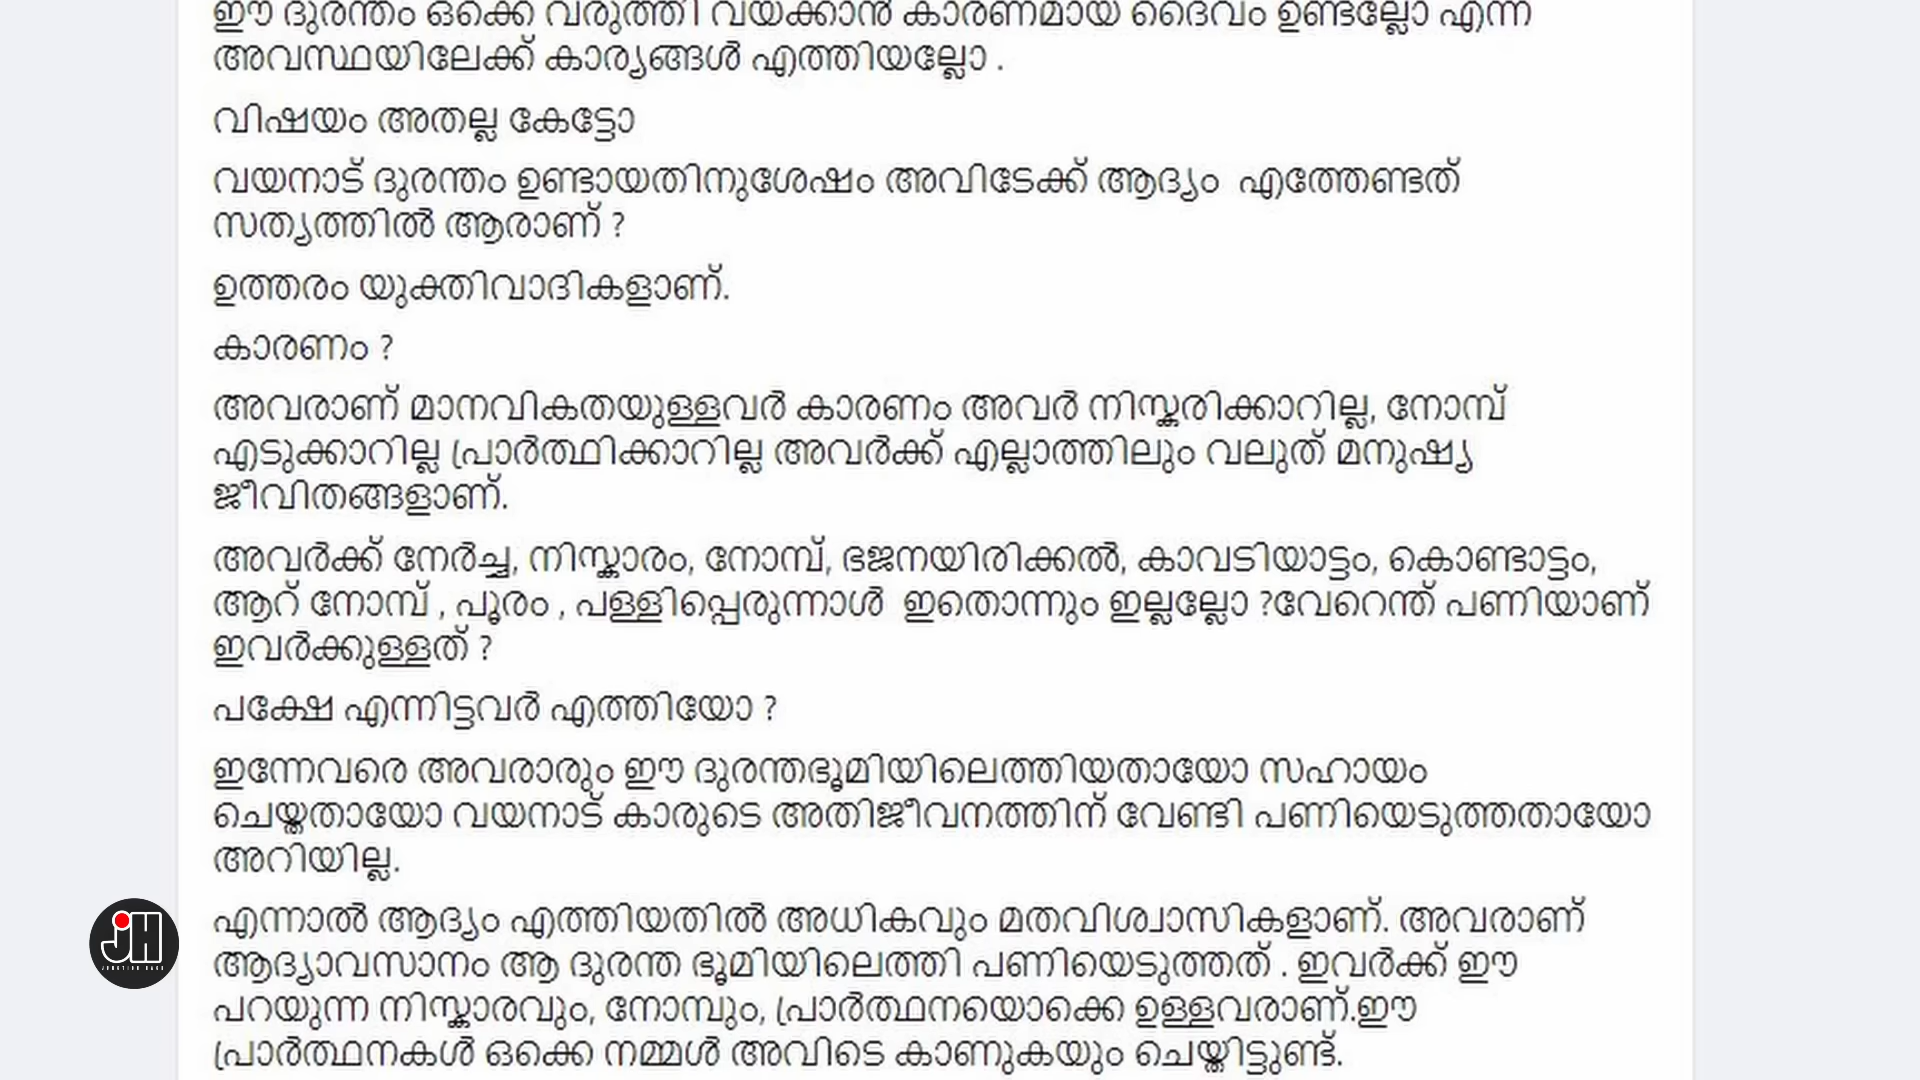 ഈ ദുരന്തം ഒക്കെ വരുത്തി വയക്കാൻ കാരണമായ ദൈവം ഉണ്ടല്ലോ എന്ന
അവസ്ഥയിലേക്ക് കാര്യങ്ങൾ എത്തിയല്ലോ .
വിഷയം അതല്ല കേട്ടോ
വയനാട് ദുരന്തം ഉണ്ടായതിനുശേഷം അവിടേക്ക് ആദ്യം എത്തേണ്ടത്
സത്യത്തിൽ ആരാണ് ?
ഉത്തരം യുക്തിവാദികളാണ്.
കാരണം ?
അവരാണ് മാനവികതയുള്ളവർ കാരണം അവർ നിസ്കരിക്കാറില്ല, നോമ്പ്
എടുക്കാറില്ല പ്രാർത്ഥിക്കാറില്ല അവർക്ക് എല്ലാത്തിലും വലുത് മനുഷ്യ
ജീവിതങ്ങളാണ്.
അവർക്ക് നേർച്ച, നിസ്കാരം, നോമ്പ്, ഭജനയിരിക്കൽ, കാവടിയാട്ടം, കൊണ്ടാട്ടം,
ആറ് നോമ്പ് , പൂരം , പള്ളിപ്പെരുന്നാൾ ഇതൊന്നും ഇല്ലല്ലോ ?വേറെന്ത് പണിയാണ്
ഇവർക്കുള്ളത് ?
പക്ഷേ എന്നിട്ടവർ എത്തിയോ ?
ഇന്നേവരെ അവരാരും ഈ ദുരന്തഭൂമിയിലെത്തിയതായോ സഹായം
ചെയ്തതായോ വയനാട് കാരുടെ അതിജീവനത്തിന് വേണ്ടി പണിയെടുത്തതായോ
അറിയില്ല.
എന്നാൽ ആദ്യം എത്തിയതിൽ അധികവും മതവിശ്വാസികളാണ്. അവരാണ്
ആദ്യാവസാനം ആ ദുരന്ത ഭൂമിയിലെത്തി പണിയെടുത്തത് . ഇവർക്ക് ഈ
പറയുന്ന നിസ്കാരവും, നോമ്പും, പ്രാർത്ഥനയൊക്കെ ഉള്ളവരാണ്.ഈ
പ്രാർത്ഥനകൾ ഒക്കെ നമ്മൾ അവിടെ കാണുകയും ചെയ്തിട്ടുണ്ട്.
JH